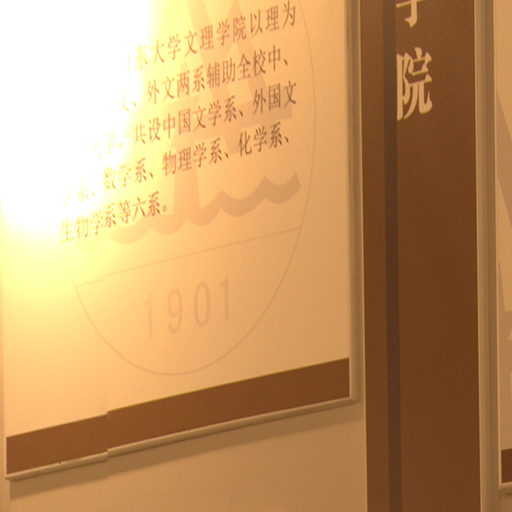 东大学文理学院以理为
、外文两系辅助全校中、
共设中国文学系、外国文
系、数学系、物理学系、化学系、
生物学系等六系。
1901
学院